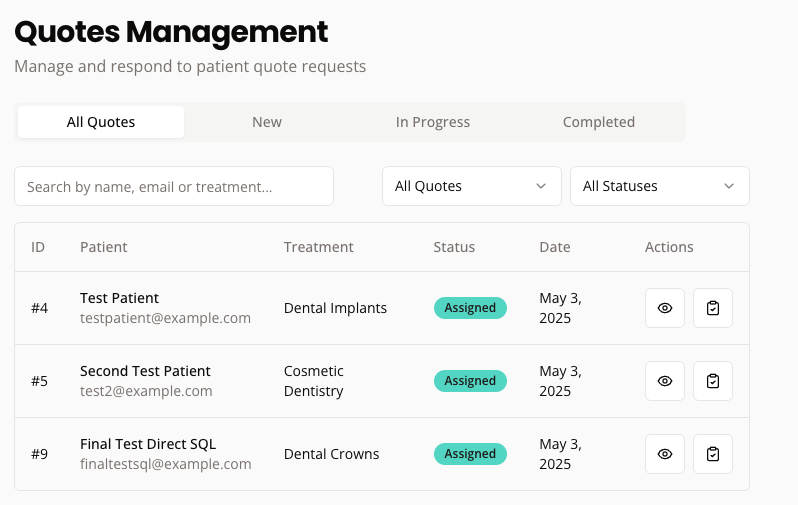 Quotes Management
Manage and respond to patient quote requests
All Quotes New In Progress Completed
Search by name, email or treatment... All Quotes All Statuses
ID Patient Treatment Status Date Actions
#4 Test Patient testpatient@example.com Dental Implants Assigned May 3, 2025
#5 Second Test Patient test2@example.com Cosmetic Dentistry Assigned May 3, 2025
#9 Final Test Direct SQL finaltestsql@example.com Dental Crowns Assigned May 3, 2025